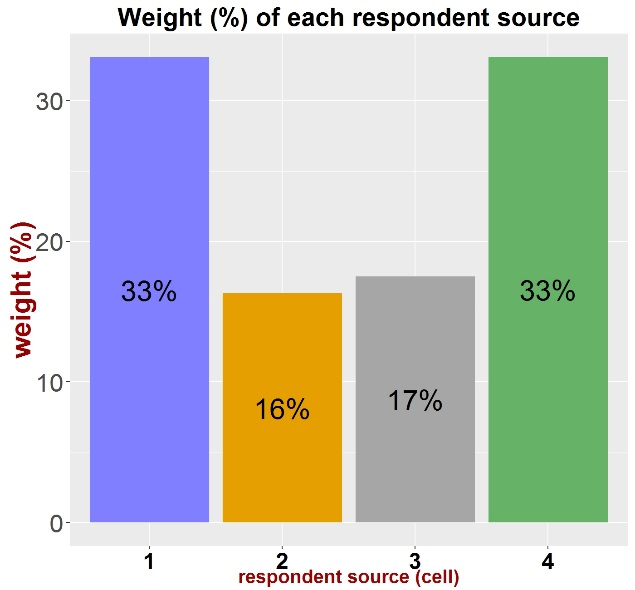 Weight (%) of each respondent source
weight (%)
30
20
10
0
33%
16%
17%
33%
1 2 3 4
respondent source (cell)